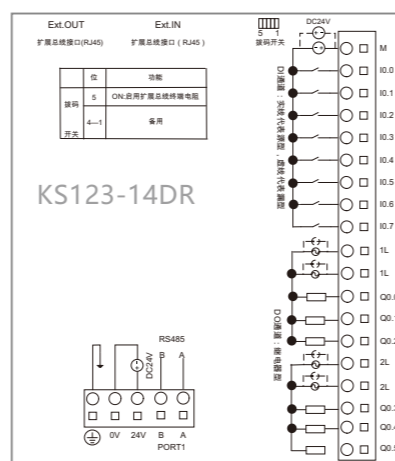 Ext.OUT
Ext.IN
扩展总线接口(RJ45)
扩展总线接口（RJ45）
5 1
拨码开关
DC24V
位
功能
拨码
开关
5
ON:启用扩展总线终端电阻
4—1
备用
KS123-14DR
DI通道：实线代表源型，虚线代表漏型
DO通道：继电器型
M
I0.0
I0.1
I0.2
I0.3
I0.4
I0.5
I0.6
I0.7
1L
1L
Q0.0
Q0.1
Q0.2
2L
2L
Q0.3
Q0.4
Q0.5
RS485
DC24V
B A
0V 24V B A
PORT1